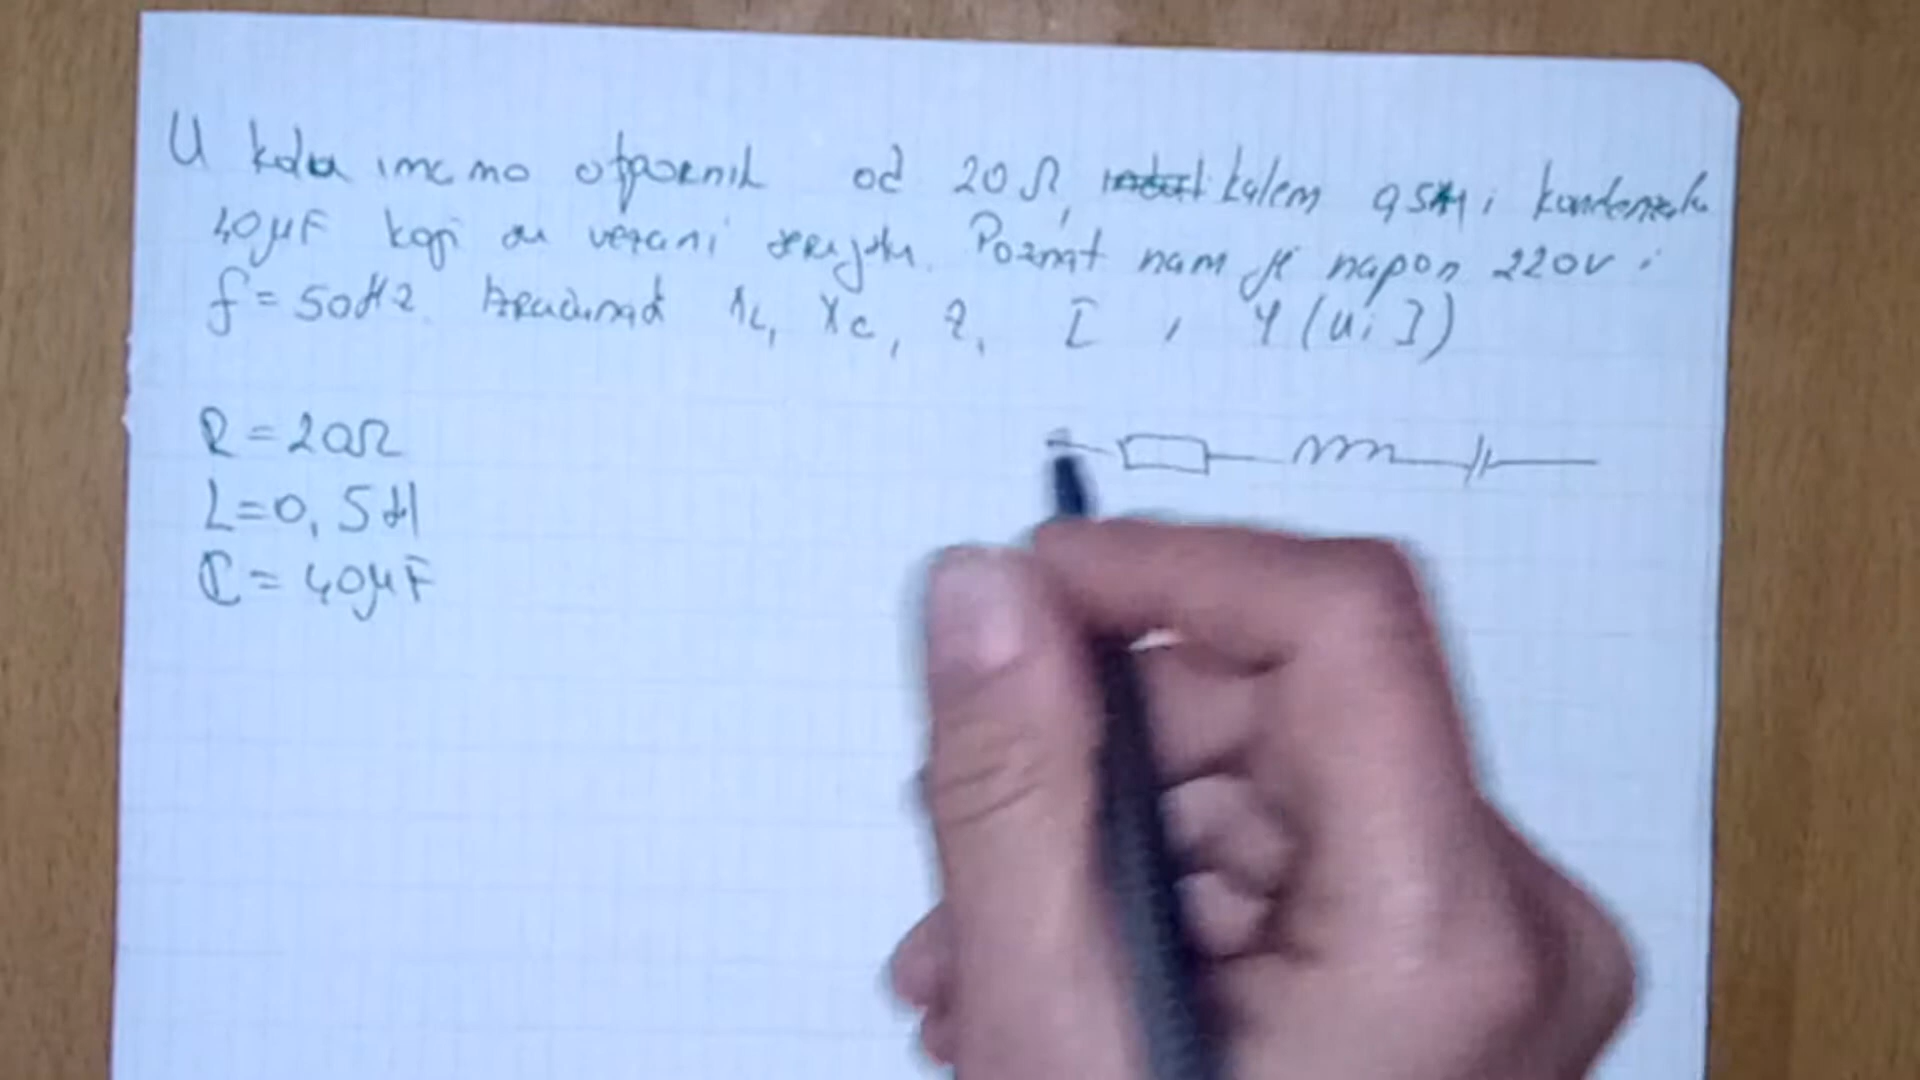 U kolu imamo otpornik od 20Ω, kalem 0,5H i kondenzator
40μF koji su vezani serijski. Poznat nam je napon 220V i
f=50Hz. Izračunati XL, XC, Z, I, φ(U i I)
R=20Ω
L=0,5H
C=40μF